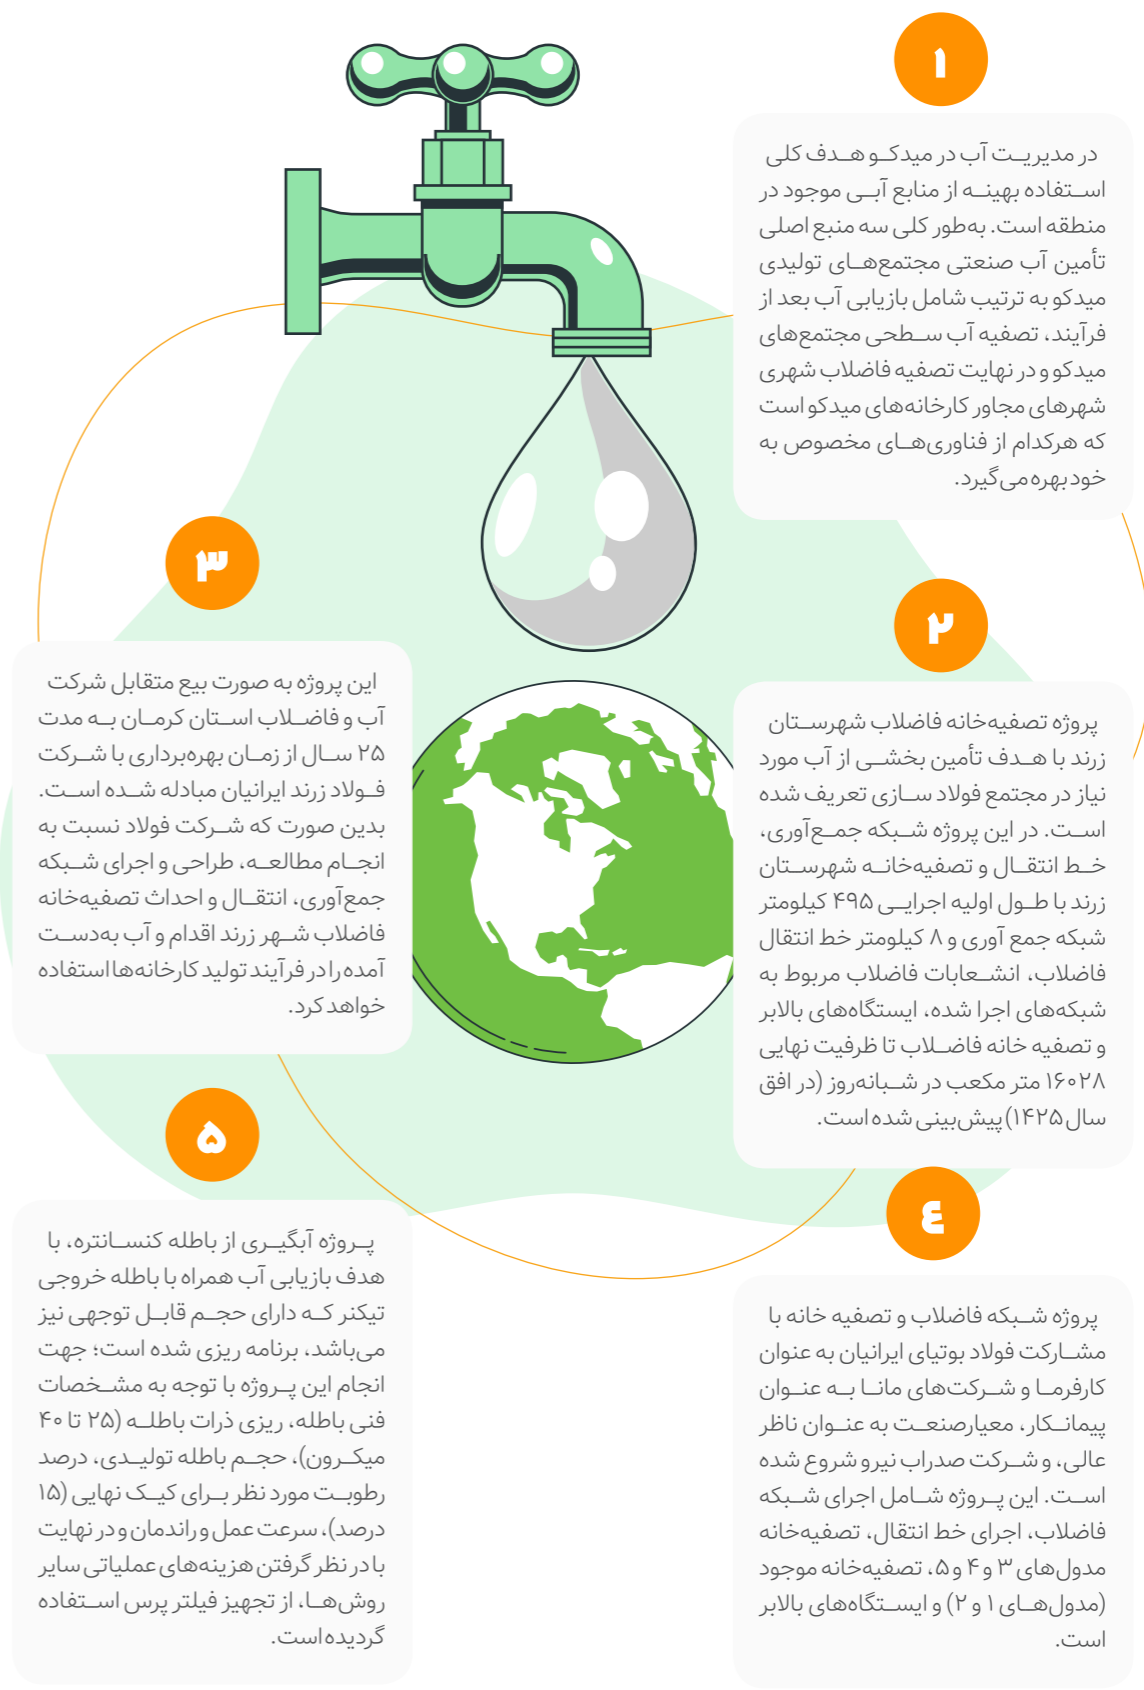 ۱
در مدیریت آب در میدکو هدف کلی
استفاده بهینه از منابع آبی موجود در
منطقه است. به‌طور کلی سه منبع اصلی
تأمین آب صنعتی مجتمع‌های تولیدی
میدکو به ترتیب شامل بازیابی آب بعد از
فرآیند، تصفیه آب سطحی مجتمع‌های
میدکو و در نهایت تصفیه فاضلاب شهری
شهرهای مجاور کارخانه‌های میدکو است
که هرکدام از فناوری‌های مخصوص به
خود بهره می‌گیرد.
۲
پروژه تصفیه‌خانه فاضلاب شهرستان
زرند با هدف تأمین بخشی از آب مورد
نیاز در مجتمع فولاد سازی تعریف شده
است. در این پروژه شبکه جمع‌آوری،
خط انتقال و تصفیه‌خانه شهرستان
زرند با طول اولیه اجرایی ۴۹۵ کیلومتر
شبکه جمع آوری و ۸ کیلومتر خط انتقال
فاضلاب، انشعابات فاضلاب مربوط به
شبکه‌های اجرا شده، ایستگاه‌های بالابر
و تصفیه خانه فاضلاب تا ظرفیت نهایی
۱۶۰۲۸ متر مکعب در شبانه‌روز (در افق
سال ۱۴۲۵) پیش‌بینی شده است.
۳
این پروژه به صورت بیع متقابل شرکت
آب و فاضلاب استان کرمان به مدت
۲۵ سال از زمان بهره‌برداری با شرکت
فولاد زرند ایرانیان مبادله شده است.
بدین صورت که شرکت فولاد نسبت به
انجام مطالعه، طراحی و اجرای شبکه
جمع‌آوری، انتقال و احداث تصفیه‌خانه
فاضلاب شهر زرند اقدام و آب به‌دست
آمده را در فرآیند تولید کارخانه‌ها استفاده
خواهد کرد.
٤
پروژه شبکه فاضلاب و تصفیه خانه با
مشارکت فولاد بوتیای ایرانیان به عنوان
کارفرما و شرکت‌های مانا به عنوان
پیمانکار، معیارصنعت به عنوان ناظر
عالی، و شرکت صدراب نیرو شروع شده
است. این پروژه شامل اجرای شبکه
فاضلاب، اجرای خط انتقال، تصفیه‌خانه
مدول‌های ۳ و ۴ و ۵، تصفیه‌خانه موجود
(مدول‌های ۱ و ۲) و ایستگاه‌های بالابر
است.
۵
پروژه آبگیری از باطله کنسانتره، با
هدف بازیابی آب همراه با باطله خروجی
تیکنر که دارای حجم قابل توجهی نیز
می‌باشد، برنامه ریزی شده است؛ جهت
انجام این پروژه با توجه به مشخصات
فنی باطله، ریزی ذرات باطله (۲۵ تا ۴۰
میکرون)، حجم باطله تولیدی، درصد
رطوبت مورد نظر برای کیک نهایی (۱۵
درصد)، سرعت عمل و راندمان و در نهایت
با در نظر گرفتن هزینه‌های عملیاتی سایر
روش‌ها، از تجهیز فیلتر پرس استفاده
گردیده است.